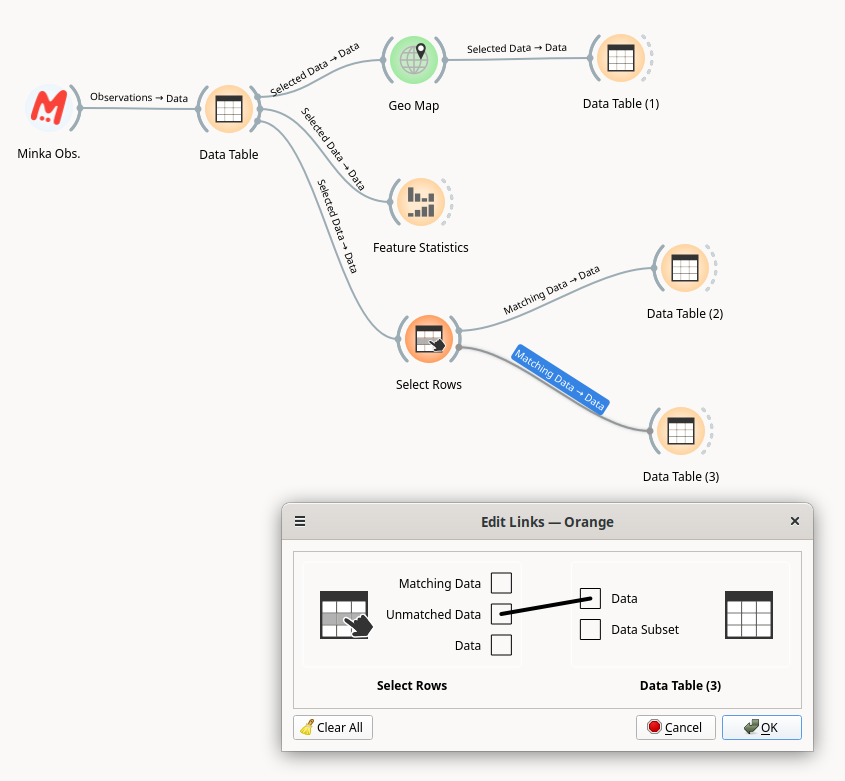 Selected Data → Data
Selected Data → Data
Observations → Data
Geo Map
Data Table (1)
Minka Obs.
Data Table
Selected Data → Data
Selected Data → Data
Feature Statistics
Matching Data → Data
Data Table (2)
Select Rows
Matching Data → Data
Data Table (3)
Edit Links — Orange
Matching Data
Unmatched Data
Data
Data
Data Subset
Select Rows
Data Table (3)
Clear All
Cancel
OK